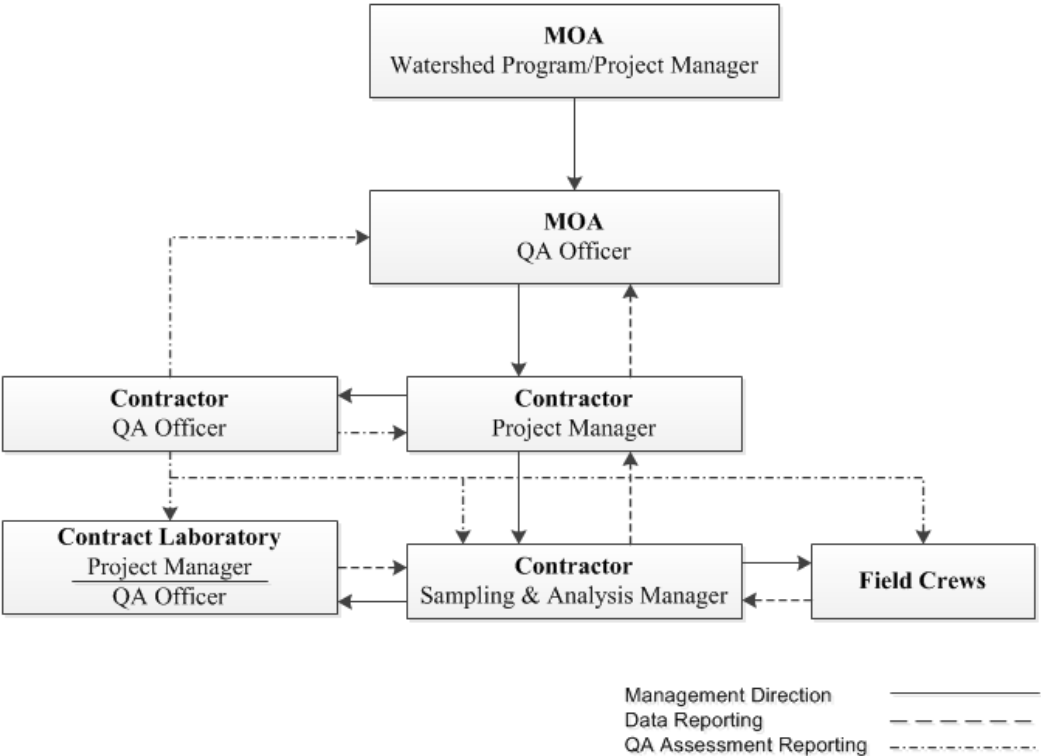 MOA
Watershed Program/Project Manager
MOA
QA Officer
Contractor
QA Officer
Contractor
Project Manager
Contract Laboratory
Project Manager
QA Officer
Contractor
Sampling & Analysis Manager
Field Crews
Management Direction
Data Reporting
QA Assessment Reporting